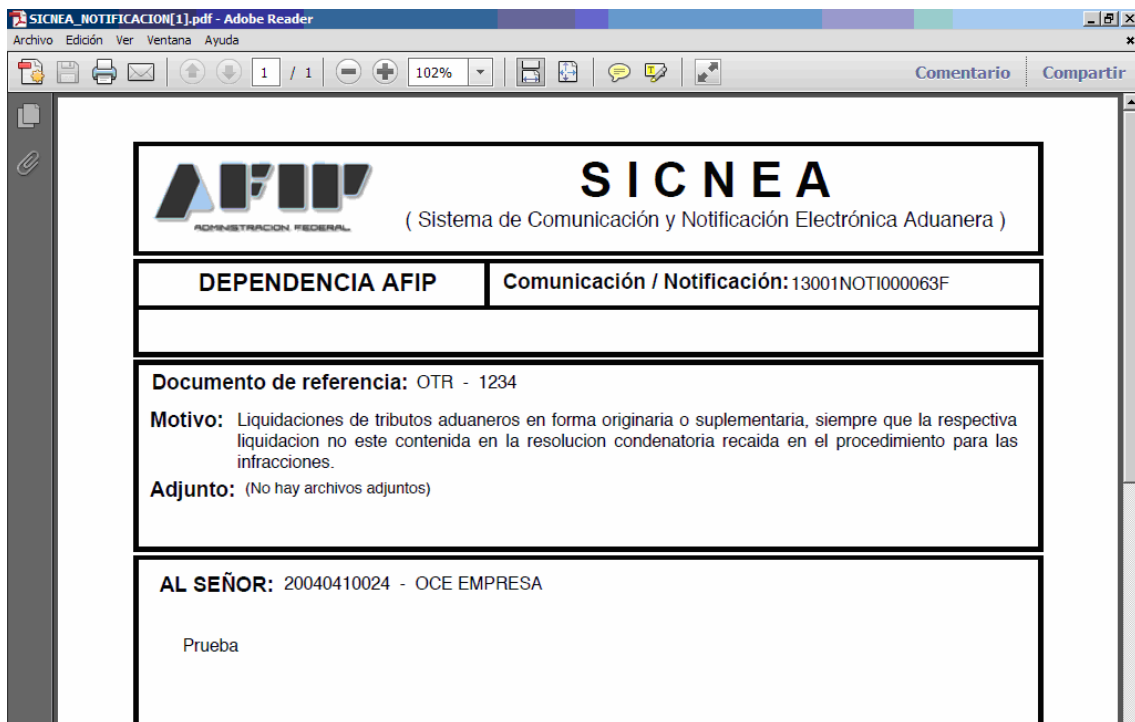 SICNEA_NOTIFICACION[1].pdf - Adobe Reader
Archivo Edición Ver Ventana Ayuda
1 / 1 102% Comentario Compartir
AFIP
ADMINISTRACION FEDERAL
S I C N E A
( Sistema de Comunicación y Notificación Electrónica Aduanera )
DEPENDENCIA AFIP
Comunicación / Notificación: 13001NOTI000063F
Documento de referencia: OTR - 1234
Motivo: Liquidaciones de tributos aduaneros en forma originaria o suplementaria, siempre que la respectiva
liquidacion no este contenida en la resolucion condenatoria recaida en el procedimiento para las
infracciones.
Adjunto: (No hay archivos adjuntos)
AL SEÑOR: 20040410024 - OCE EMPRESA
Prueba